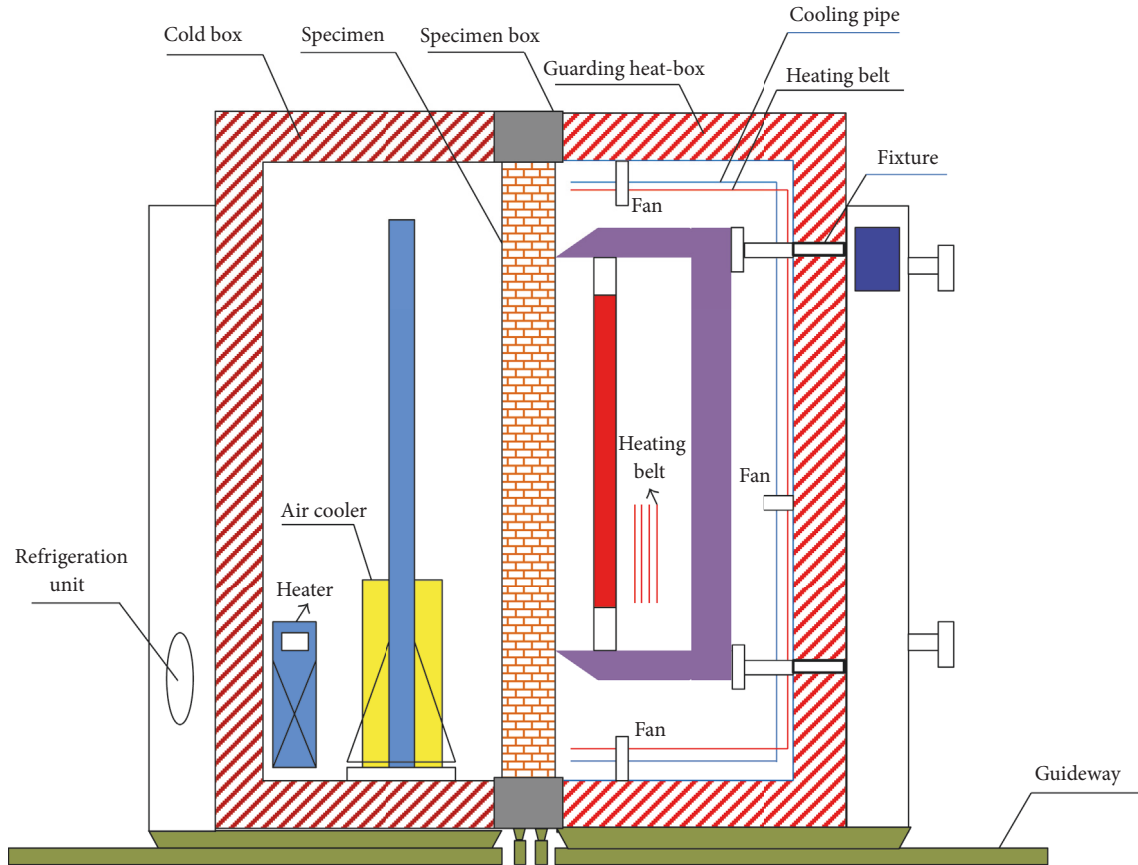 Cooling pipe
Cold box
Specimen
Specimen box
Guarding heat-box
Heating belt
Fixture
Fan
Heating
belt
Fan
Air cooler
Refrigeration
unit
Heater
Fan
Guideway